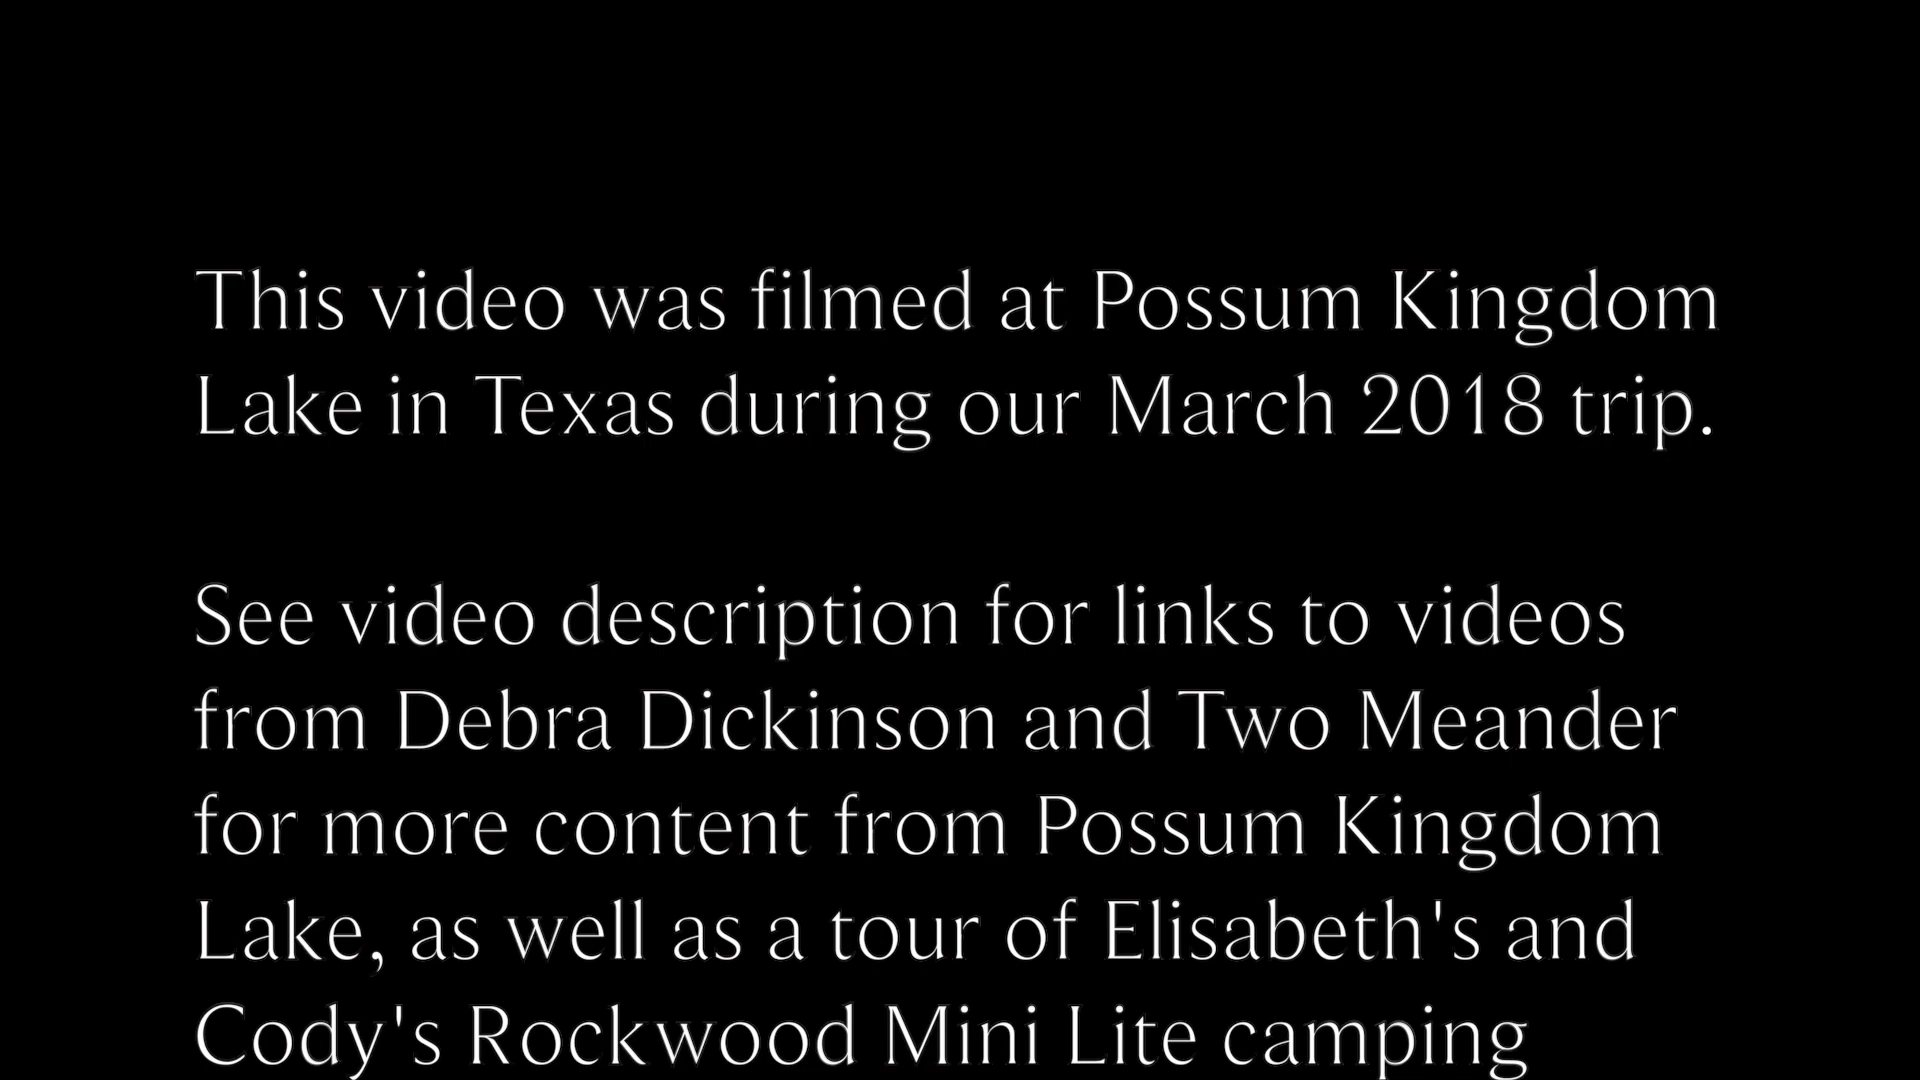 This video was filmed at Possum Kingdom
Lake in Texas during our March 2018 trip.
See video description for links to videos
from Debra Dickinson and Two Meander
for more content from Possum Kingdom
Lake, as well as a tour of Elisabeth's and
Cody's Rockwood Mini Lite camping